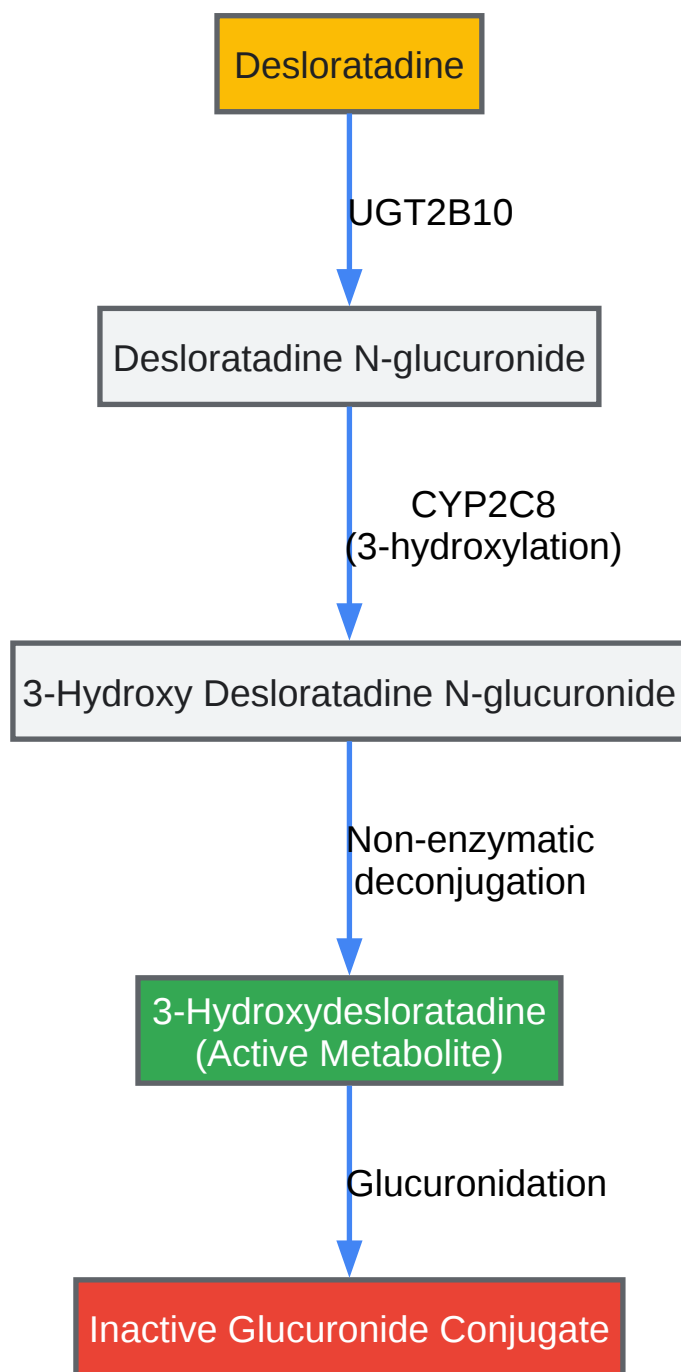 Desloratadine
UGT2B10
Desloratadine N-glucuronide
CYP2C8
(3-hydroxylation)
3-Hydroxy Desloratadine N-glucuronide
Non-enzymatic
deconjugation
3-Hydroxydesloratadine
(Active Metabolite)
Glucuronidation
Inactive Glucuronide Conjugate